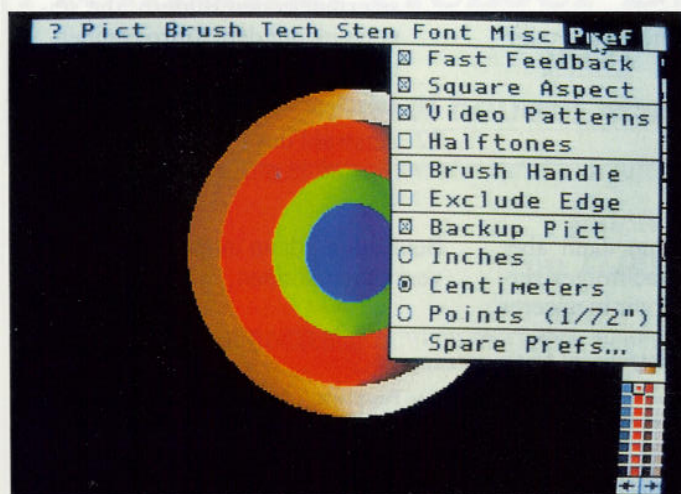 ? Pict Brush Tech Sten Font Misc Pref
Fast Feedback
Square Aspect
Video Patterns
Halftones
Brush Handle
Exclude Edge
Backup Pict
Inches
Centimeters
Points (1/72")
Spare Prefs...